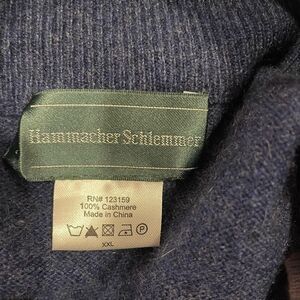 Hammacher Schlemmer
RN# 123159
100% Cashmere
Made in China
P
XXL